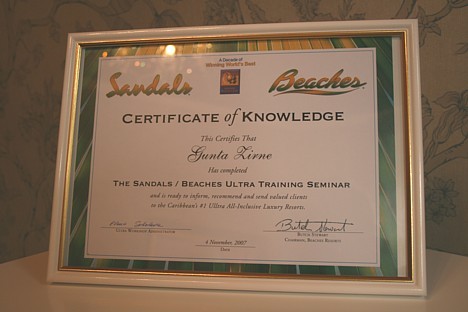 A Decade of
Winning World's Best
Sandals
Beaches
CERTIFICATE of KNOWLEDGE
This Certifies That
Gunta Zirne
Has completed
THE SANDALS / BEACHES ULTRA TRAINING SEMINAR
and is ready to inform, recommend and send valued clients
to the Caribbean's #1 Ultra All-Inclusive Luxury Resorts.
Butch Stewart
BUTCH STEWART
CHAIRMAN, BEACHES RESORTS
4 November, 2007
Date